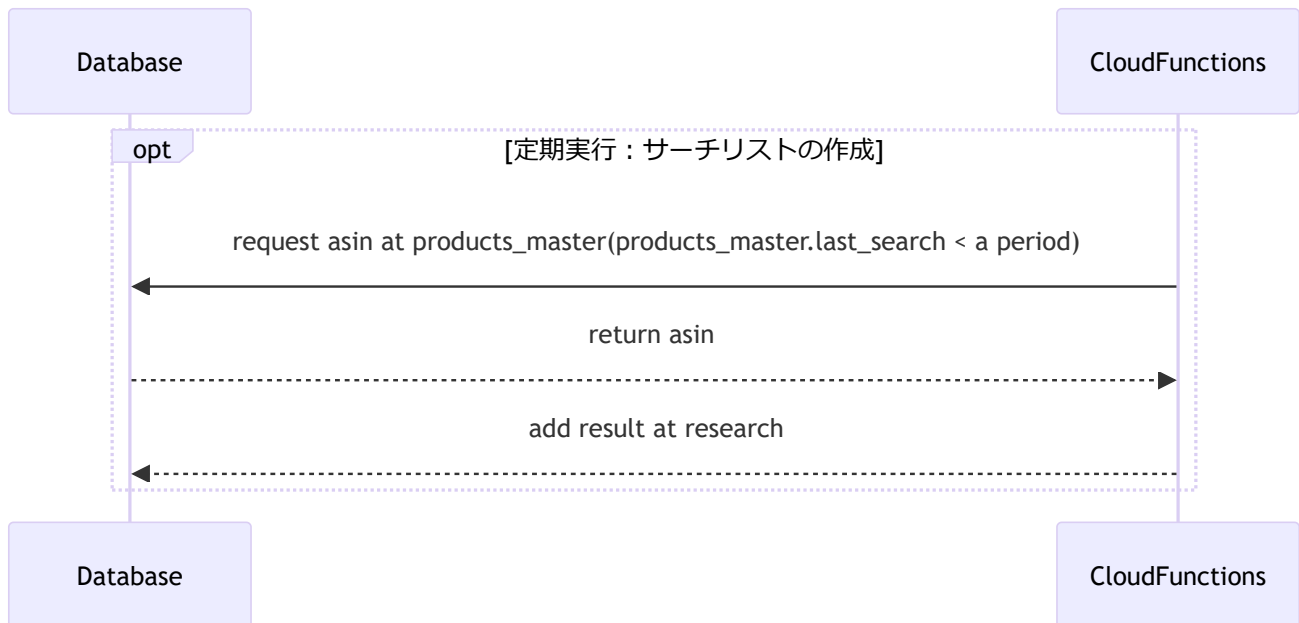 Database
CloudFunctions
opt
[定期実行：サーチリストの作成]
request asin at products_master(products_master.last_search < a period)
return asin
add result at research
Database
CloudFunctions